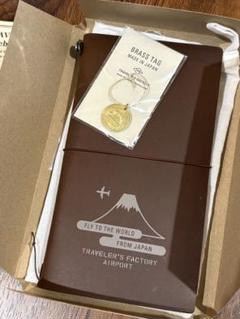 BRASS TAG
MADE IN JAPAN
FLY TO THE WORLD
FROM JAPAN
TRAVELER'S FACTORY
AIRPORT